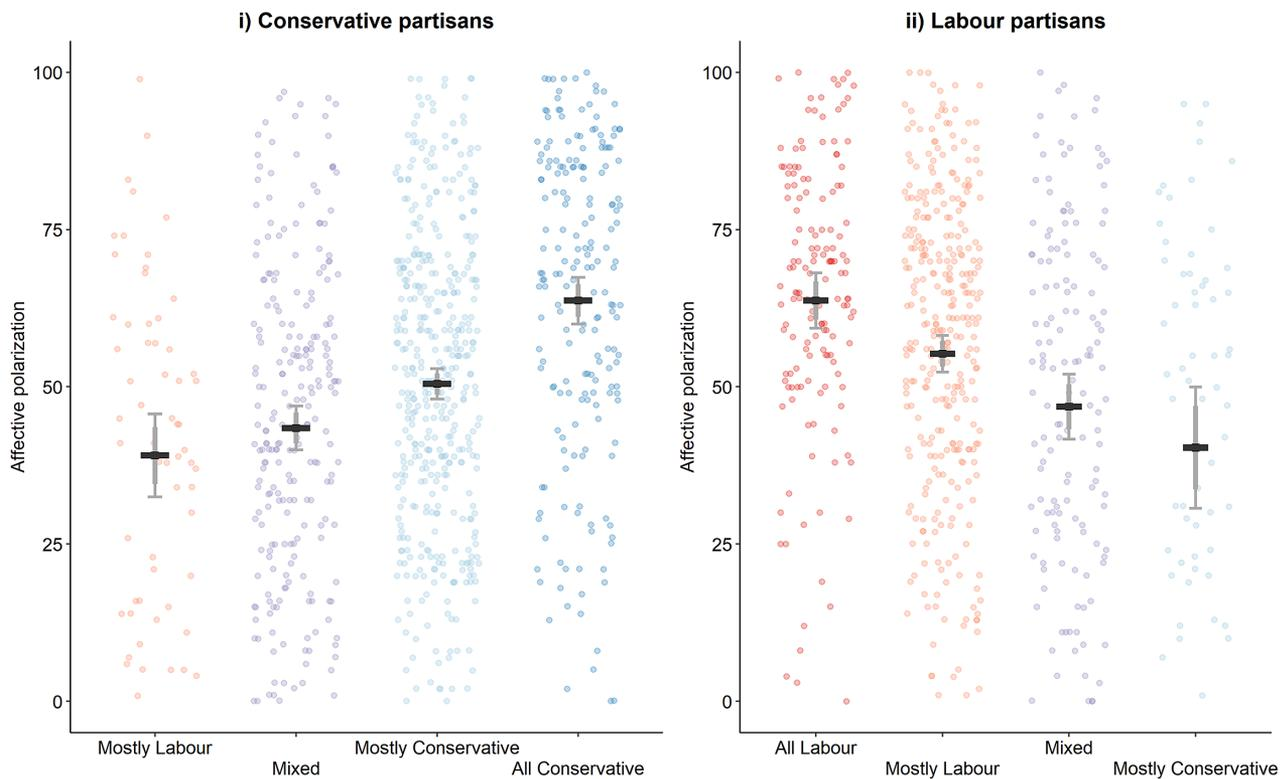 i) Conservative partisans
Affective polarization
100
75
50
25
0
Mostly Labour
Mixed
Mostly Conservative
All Conservative
ii) Labour partisans
Affective polarization
100
75
50
25
0
All Labour
Mostly Labour
Mixed
Mostly Conservative